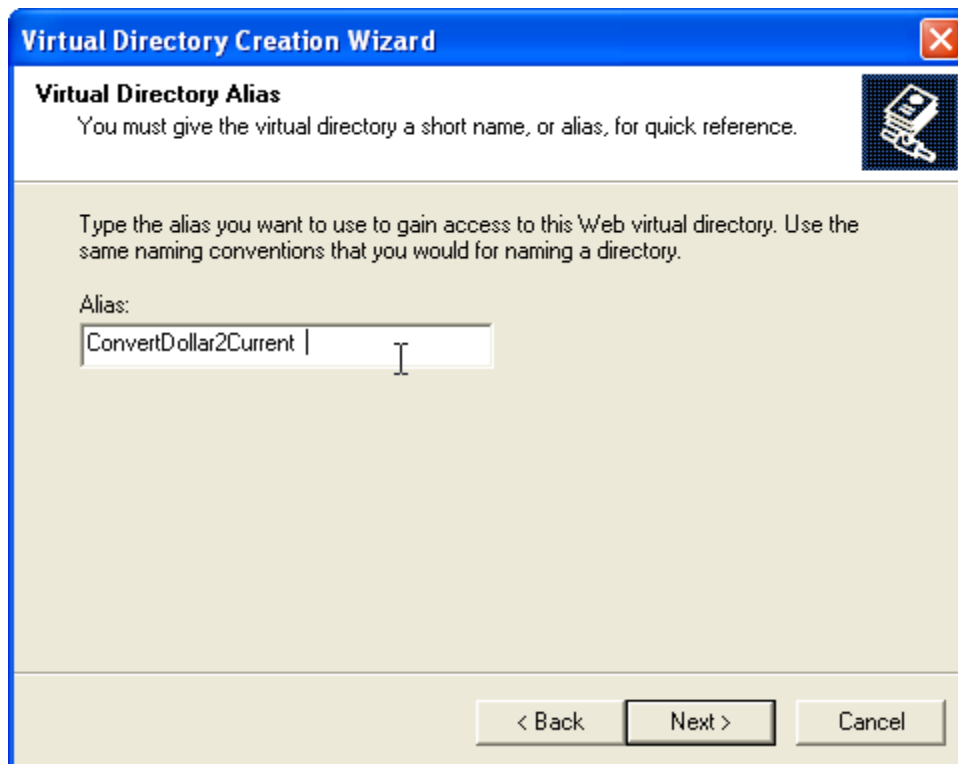 Virtual Directory Creation Wizard
Virtual Directory Alias
You must give the virtual directory a short name, or alias, for quick reference.
Type the alias you want to use to gain access to this Web virtual directory. Use the
same naming conventions that you would for naming a directory.
Alias:
ConvertDollar2Current
< Back Next > Cancel